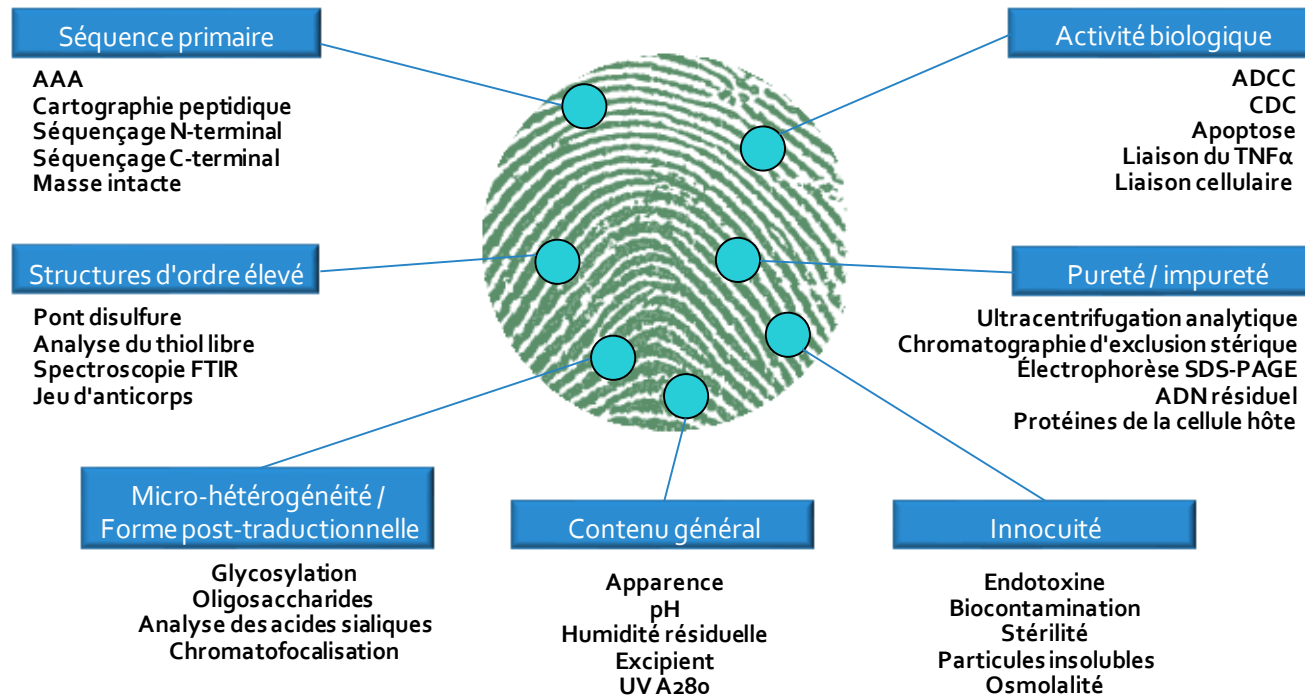 Séquence primaire
AAA
Cartographie peptidique
Séquençage N-terminal
Séquençage C-terminal
Masse intacte
Activité biologique
ADCC
CDC
Apoptose
Liaison du TNFα
Liaison cellulaire
Structures d'ordre élevé
Pont disulfure
Analyse du thiol libre
Spectroscopie FTIR
Jeu d'anticorps
Pureté / impureté
Ultracentrifugation analytique
Chromatographie d'exclusion stérique
Électrophorèse SDS-PAGE
ADN résiduel
Protéines de la cellule hôte
Micro-hétérogénéité /
Forme post-traductionnelle
Glycosylation
Oligosaccharides
Analyse des acides sialiques
Chromatofocalisation
Contenu général
Apparence
pH
Humidité résiduelle
Excipient
UV A280
Innocuité
Endotoxine
Biocontamination
Stérilité
Particules insolubles
Osmolalité